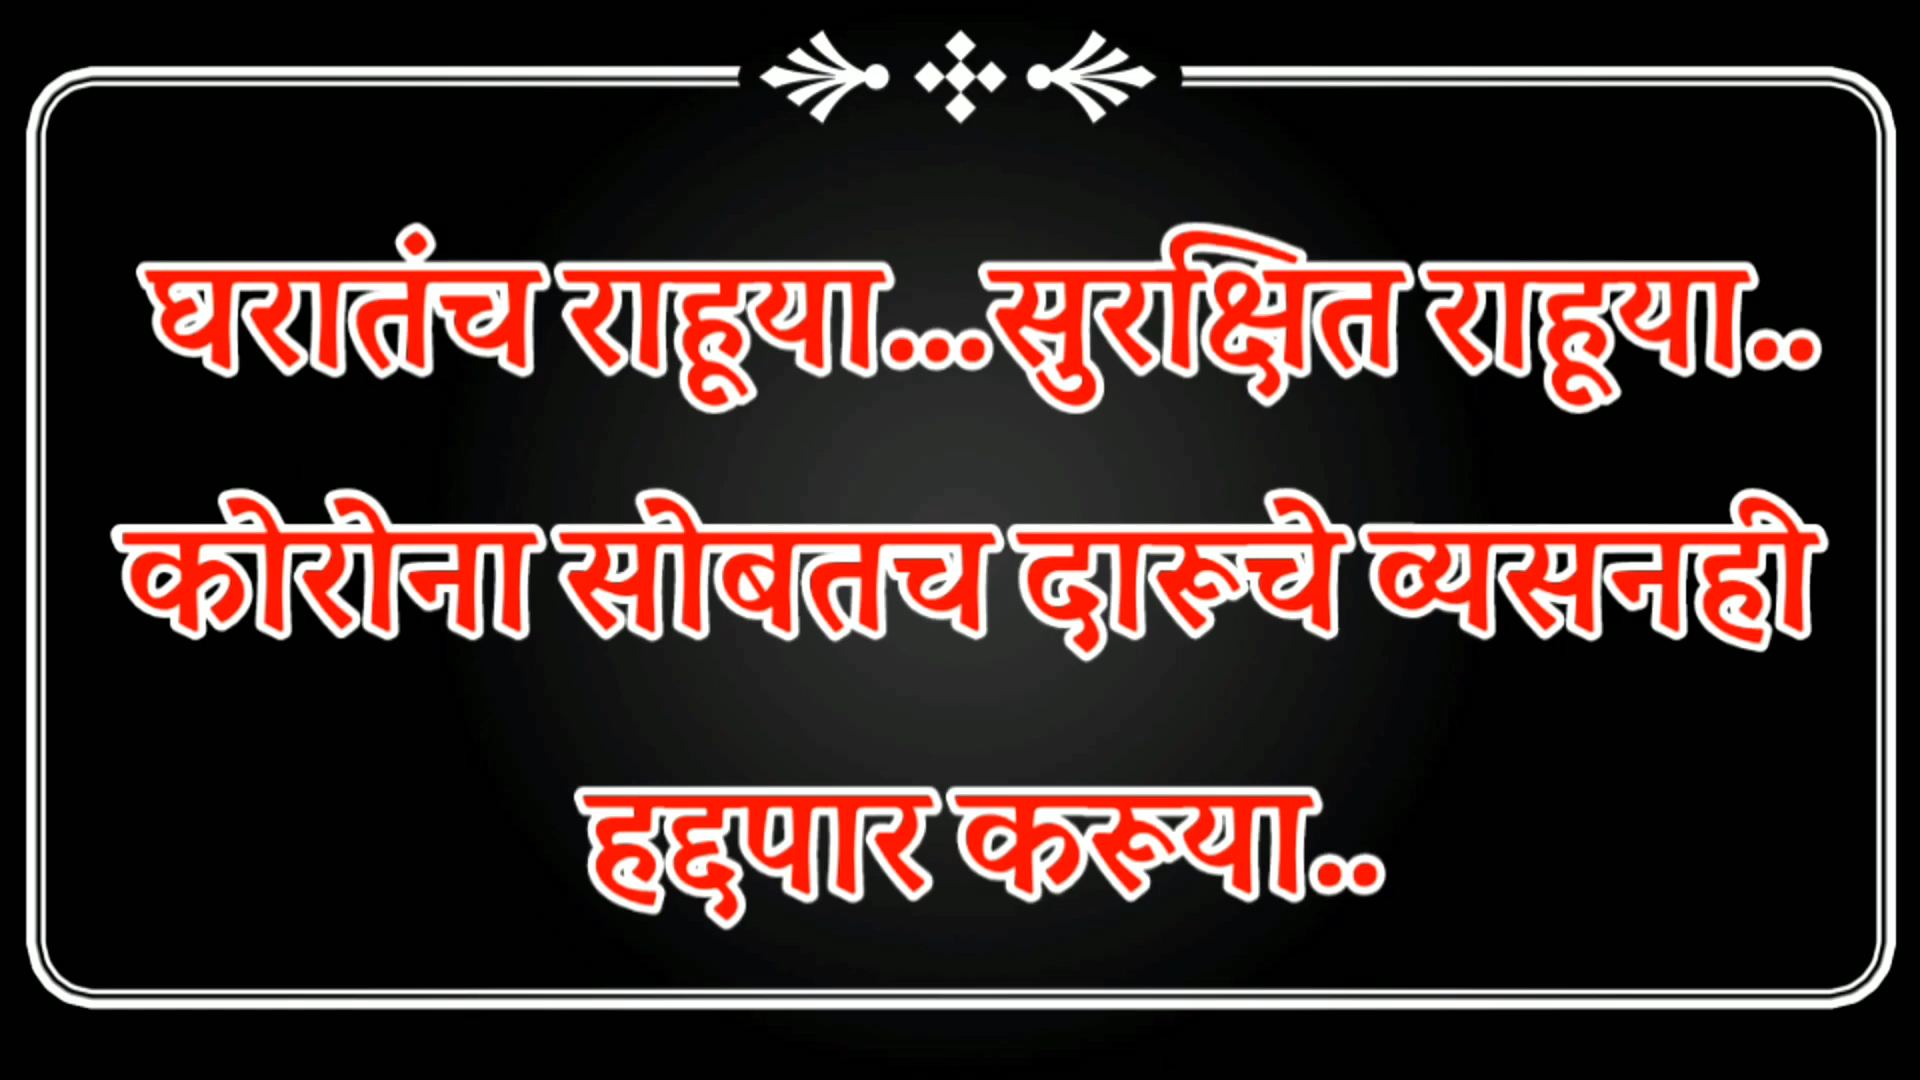 घरातंच राहूया...सुरक्षित राहूया..
कोरोना सोबतच दारूचे व्यसनही
हद्दपार करूया..